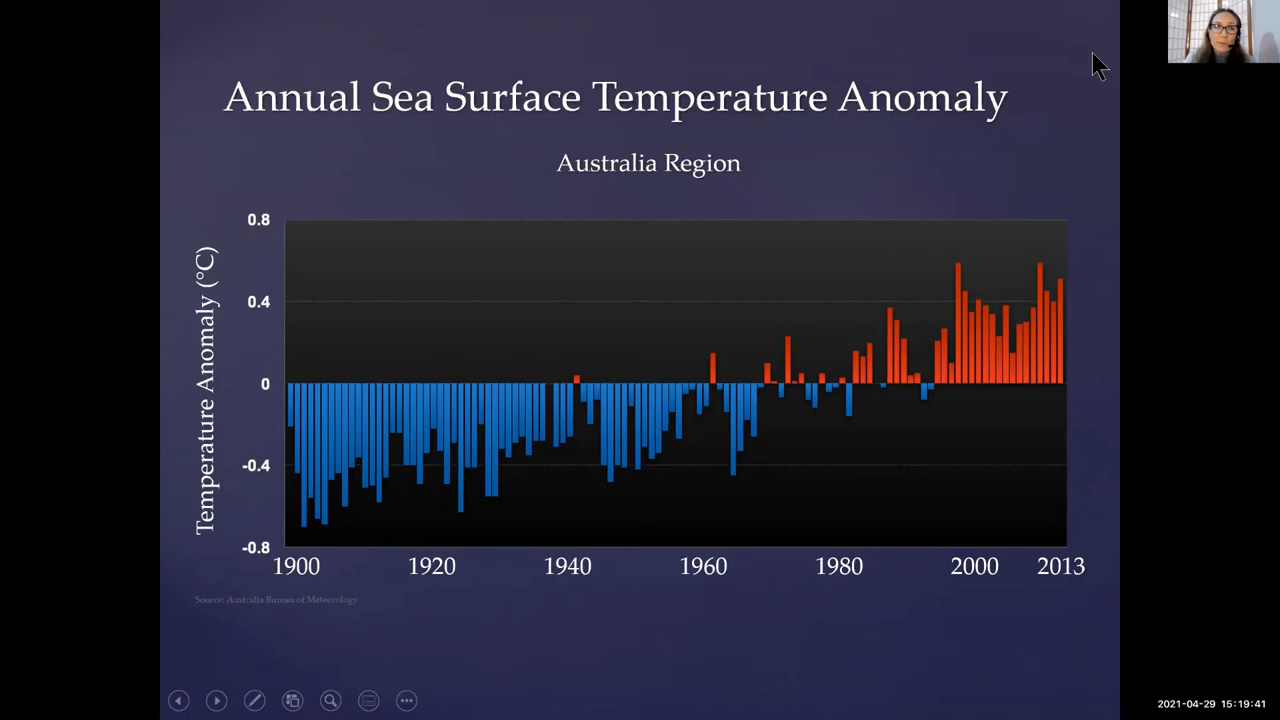 Annual Sea Surface Temperature Anomaly
Australia Region
Temperature Anomaly (°C)
0.8
0.4
0
-0.4
-0.8
1900 1920 1940 1960 1980 2000 2013
Source: Australia Bureau of Meteorology
2021-04-29 15:19:41